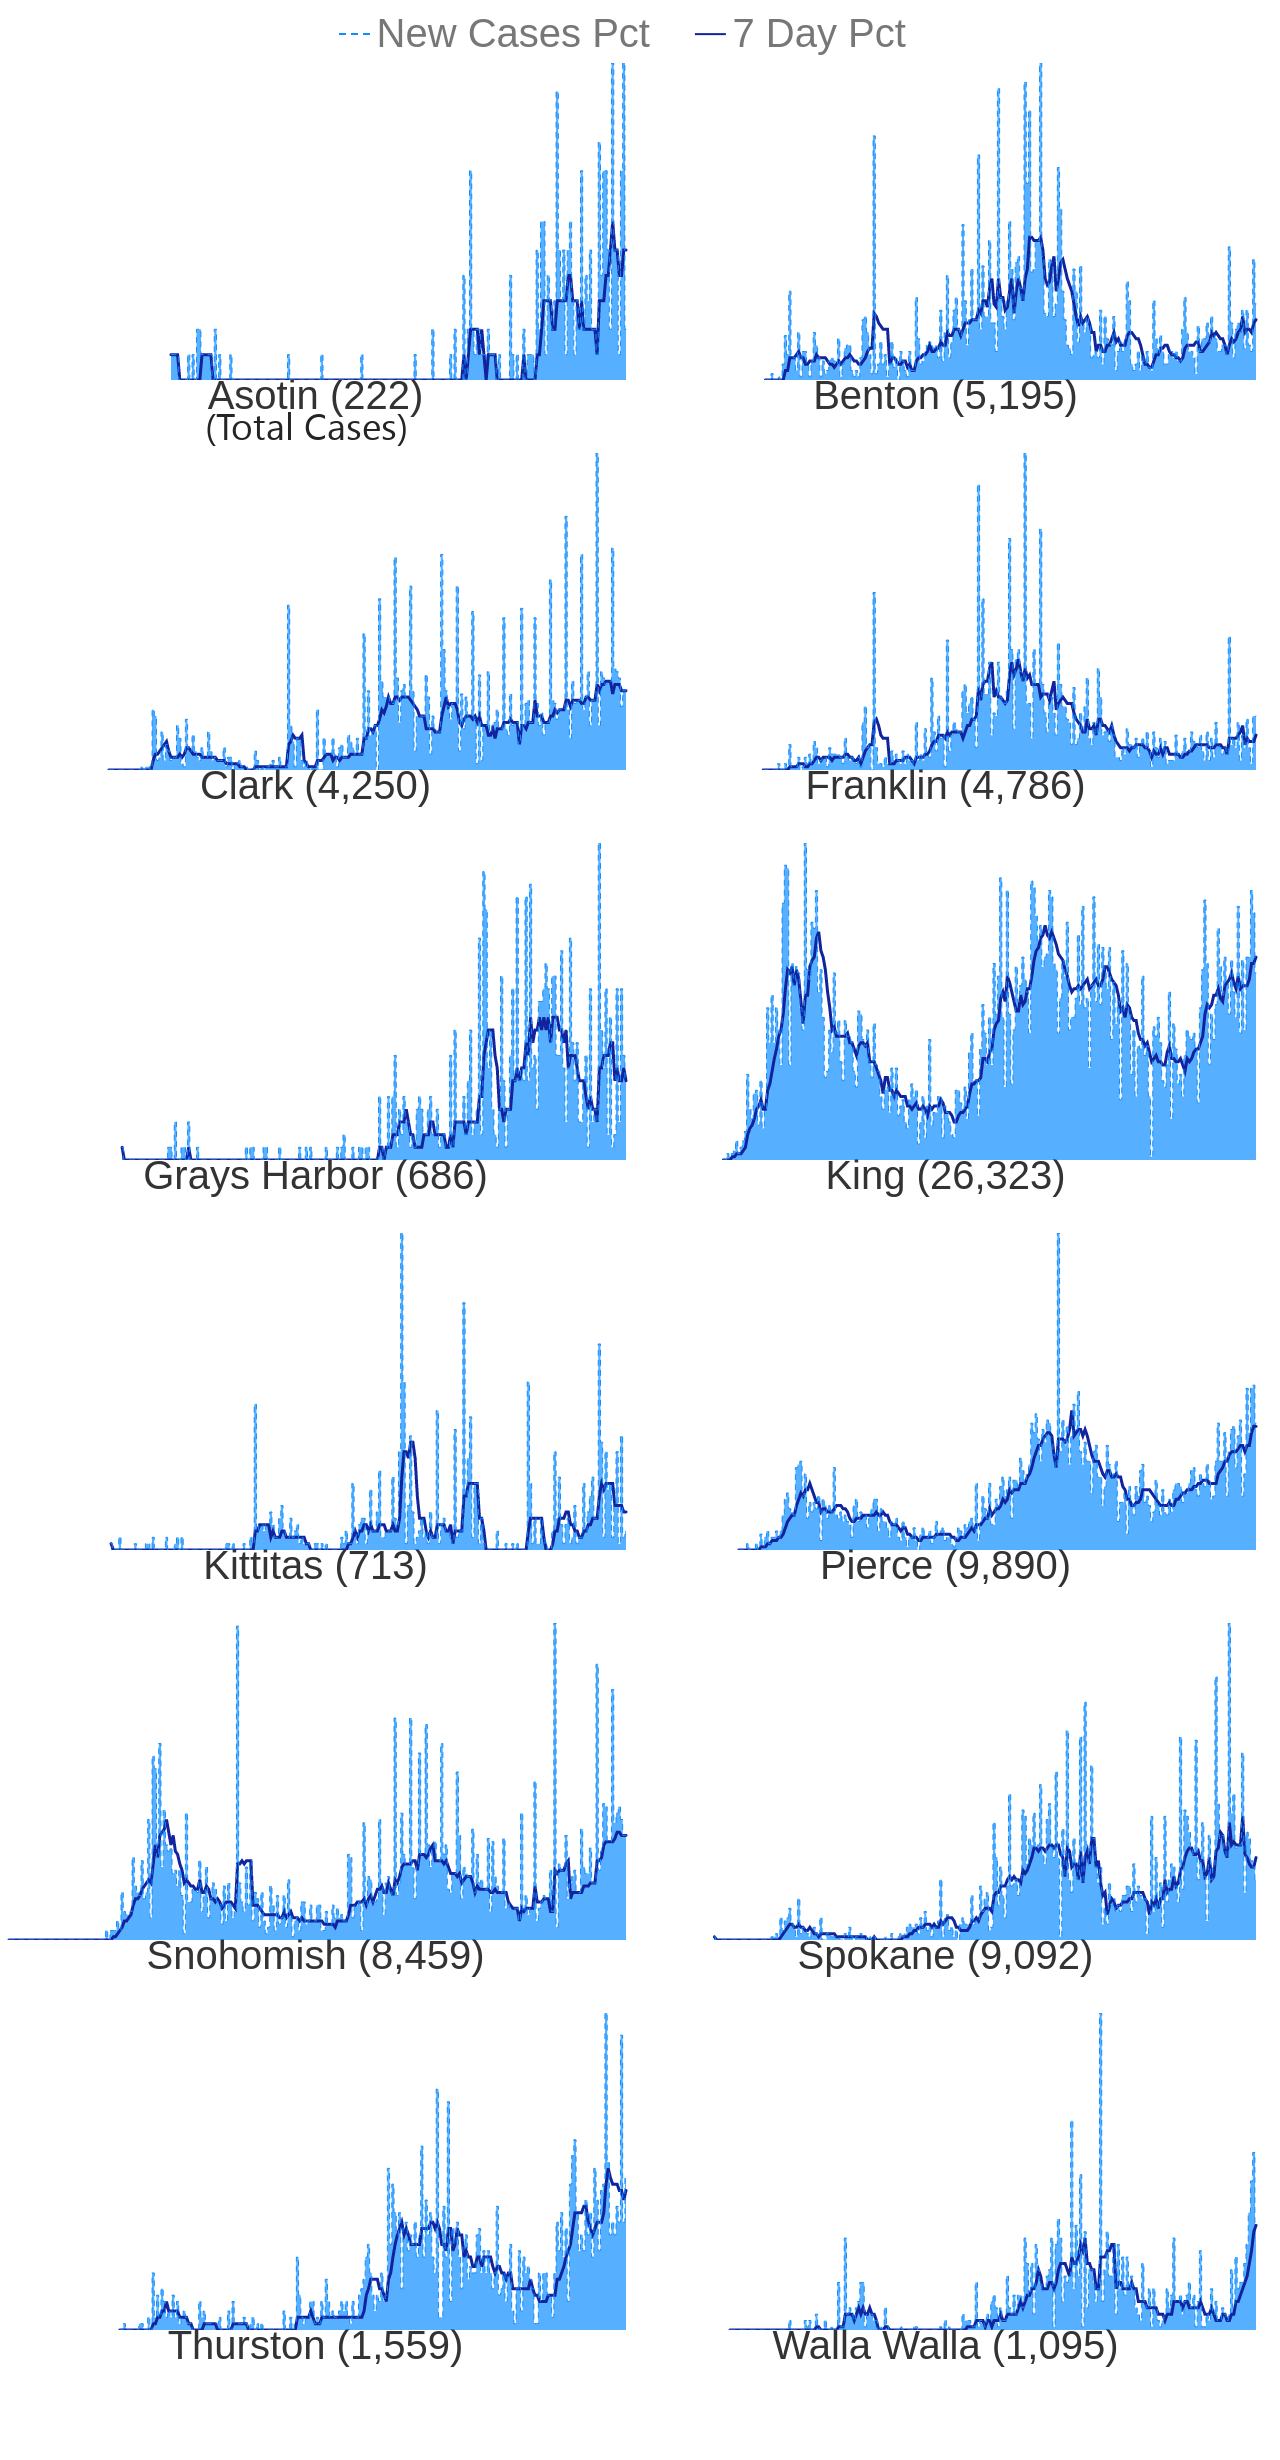 New Cases Pct 7 Day Pct
Asotin (222) Benton (5,195)
(Total Cases)
Clark (4,250) Franklin (4,786)
Grays Harbor (686) King (26,323)
Kittitas (713) Pierce (9,890)
Snohomish (8,459) Spokane (9,092)
Thurston (1,559) Walla Walla (1,095)